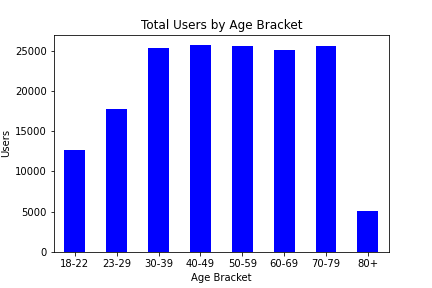 Total Users by Age Bracket
Users
25000
20000
15000
10000
5000
0
18-22 23-29 30-39 40-49 50-59 60-69 70-79 80+
Age Bracket